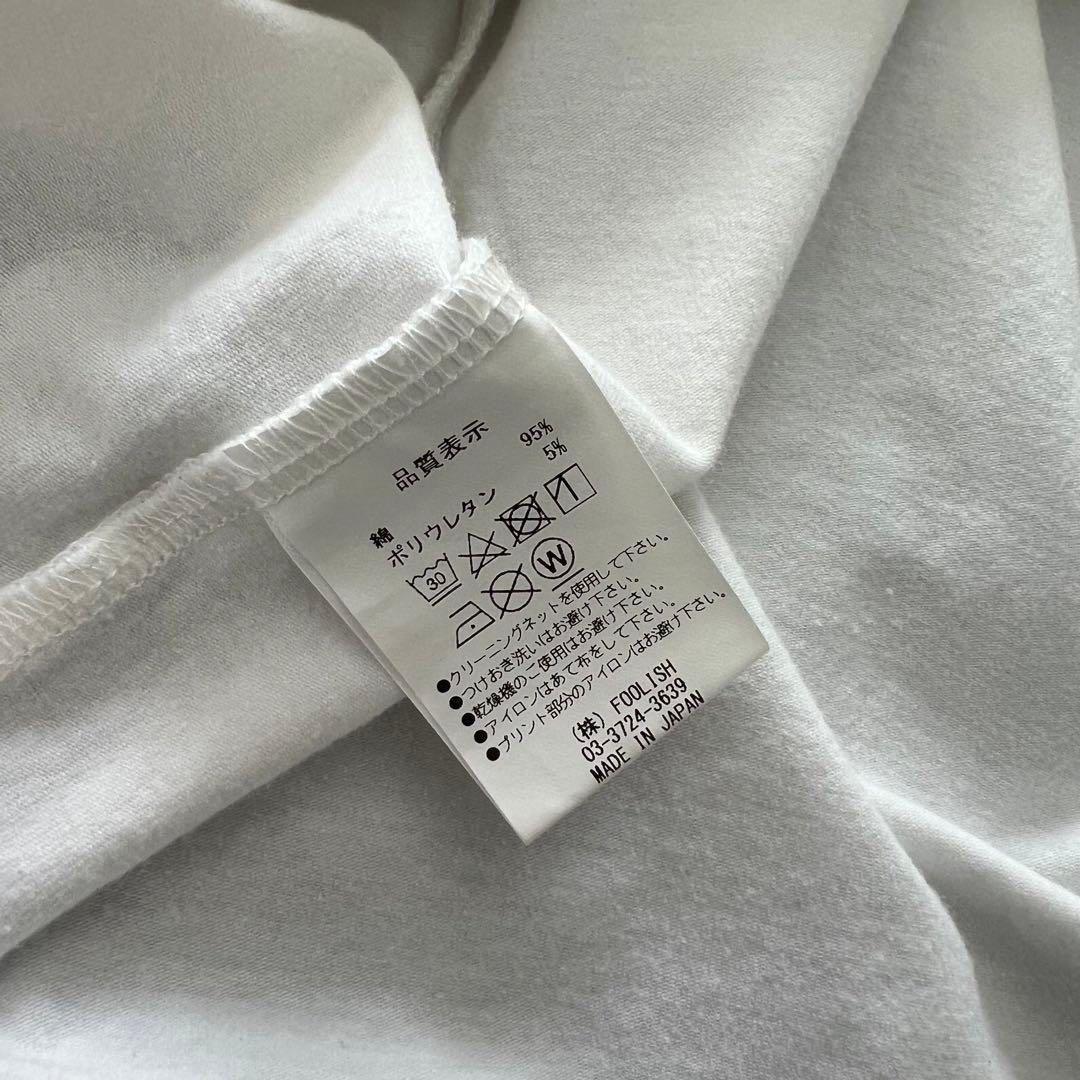 品質表示
綿 95%
ポリウレタン 5%
30
W
●クリーニングネットを使用して下さい。
●つけおき洗いはお避け下さい。
●乾燥機のご使用はお避け下さい。
●アイロンはあて布をして下さい。
●プリント部分のアイロンはお避け下さい。
(株) FOOLISH
03-3724-3639
MADE IN JAPAN